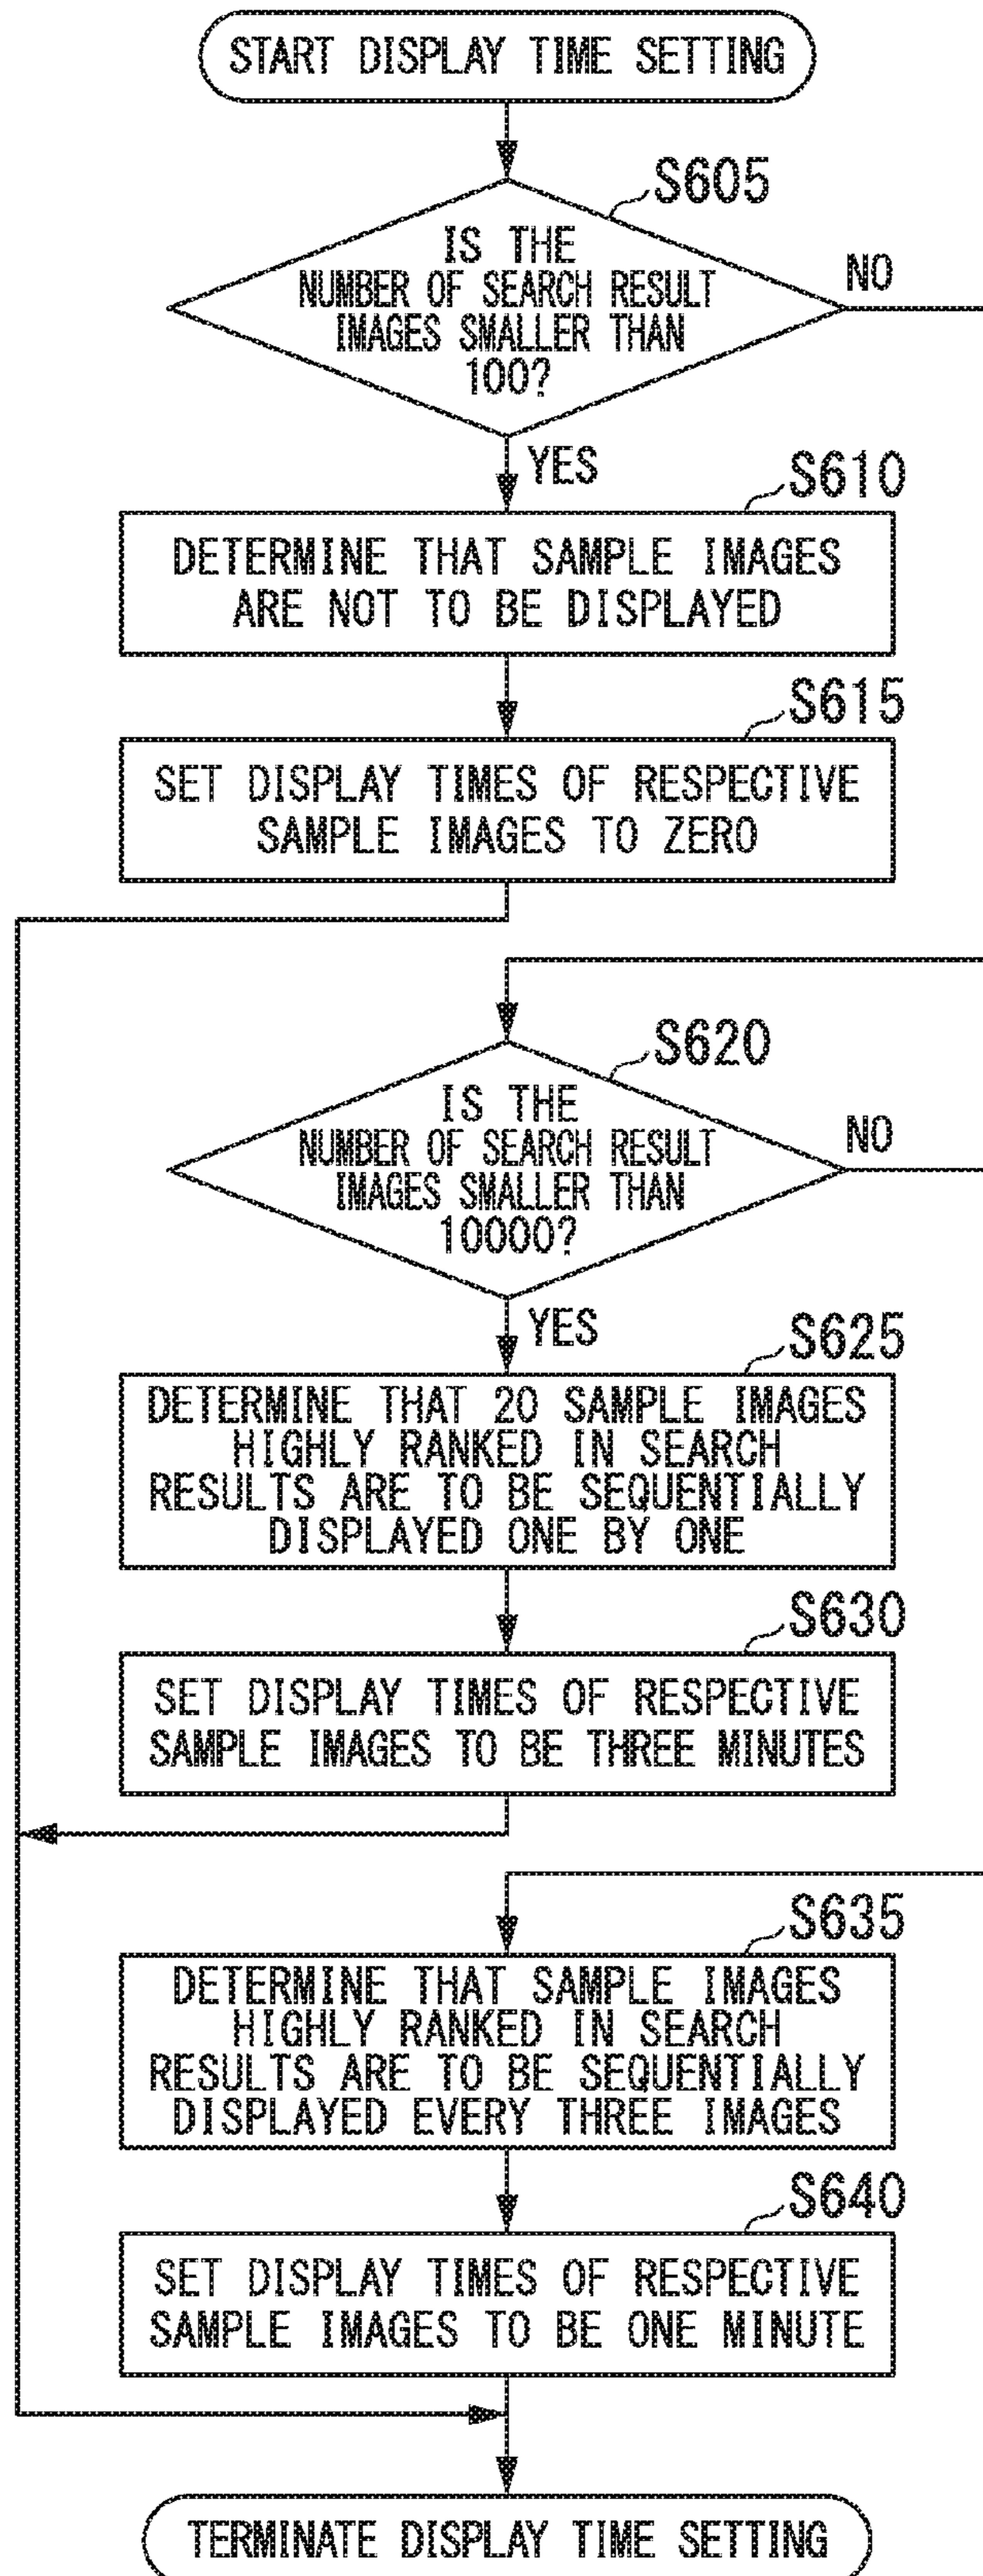 START DISPLAY TIME SETTING
S605
IS THE
NUMBER OF SEARCH RESULT
IMAGES SMALLER THAN
100?
NO
YES
S610
DETERMINE THAT SAMPLE IMAGES
ARE NOT TO BE DISPLAYED
S615
SET DISPLAY TIMES OF RESPECTIVE
SAMPLE IMAGES TO ZERO
S620
IS THE
NUMBER OF SEARCH RESULT
IMAGES SMALLER THAN
10000?
NO
YES
S625
DETERMINE THAT 20 SAMPLE IMAGES
HIGHLY RANKED IN SEARCH
RESULTS ARE TO BE SEQUENTIALLY
DISPLAYED ONE BY ONE
S630
SET DISPLAY TIMES OF RESPECTIVE
SAMPLE IMAGES TO BE THREE MINUTES
S635
DETERMINE THAT SAMPLE IMAGES
HIGHLY RANKED IN SEARCH
RESULTS ARE TO BE SEQUENTIALLY
DISPLAYED EVERY THREE IMAGES
S640
SET DISPLAY TIMES OF RESPECTIVE
SAMPLE IMAGES TO BE ONE MINUTE
TERMINATE DISPLAY TIME SETTING